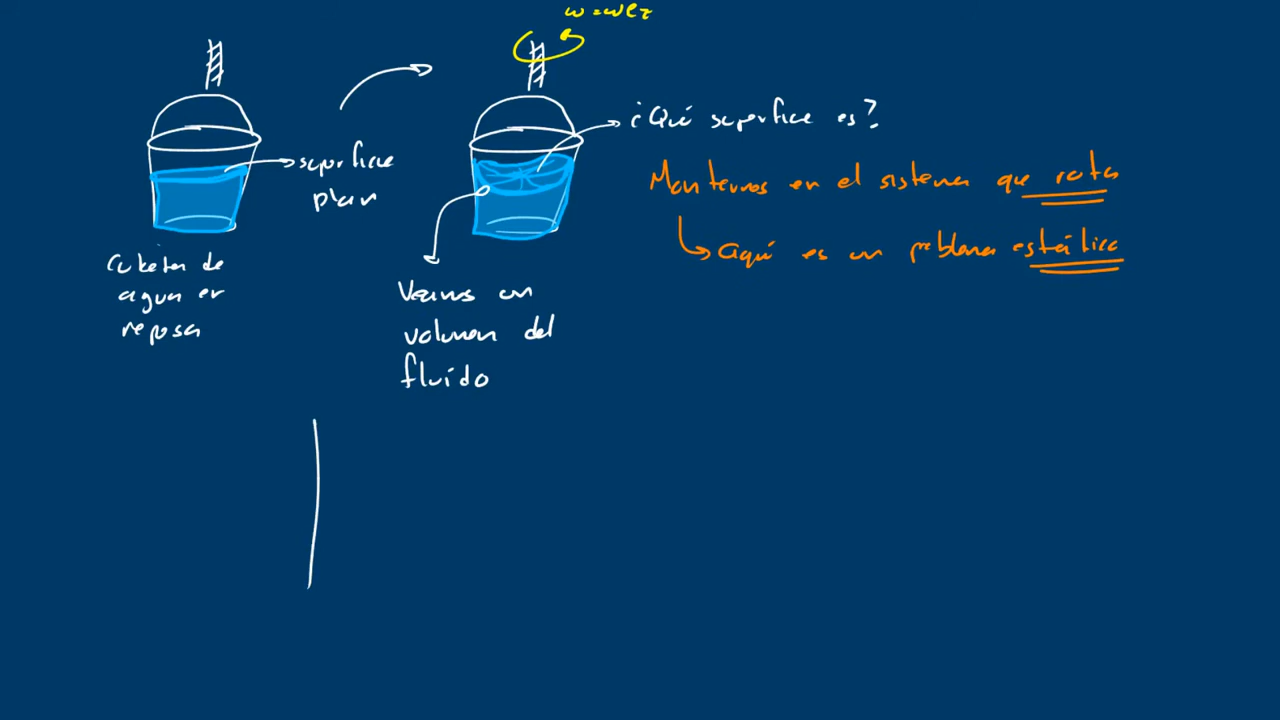 ω = ωez
¿Qué superficie es?
superficie
plana
Montemos en el sistema que rota
aquí es un problema estático
Cubeta de
agua en
reposo
Veamos un
volumen del
fluido